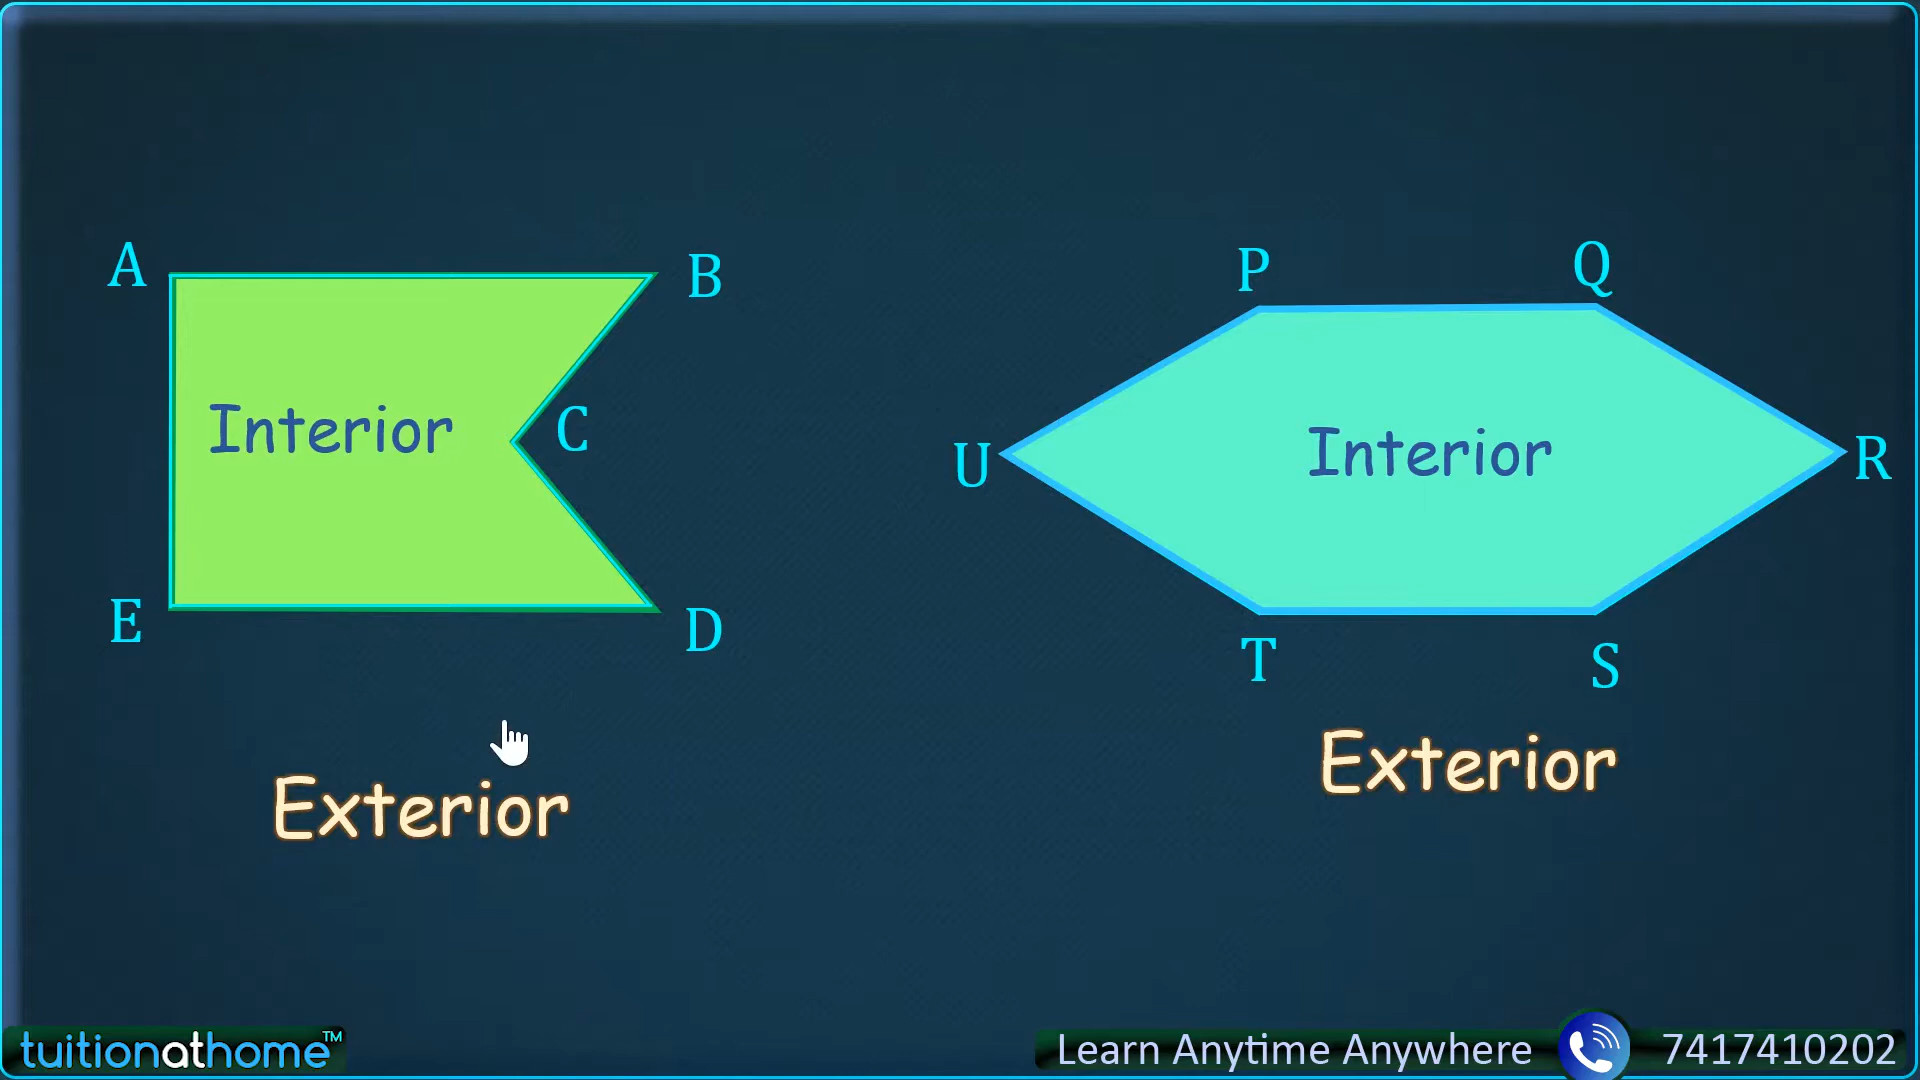 A
B
C
D
E
Interior
Exterior
P
Q
R
S
T
U
Interior
Exterior
tuitionathome™
Learn Anytime Anywhere 7417410202